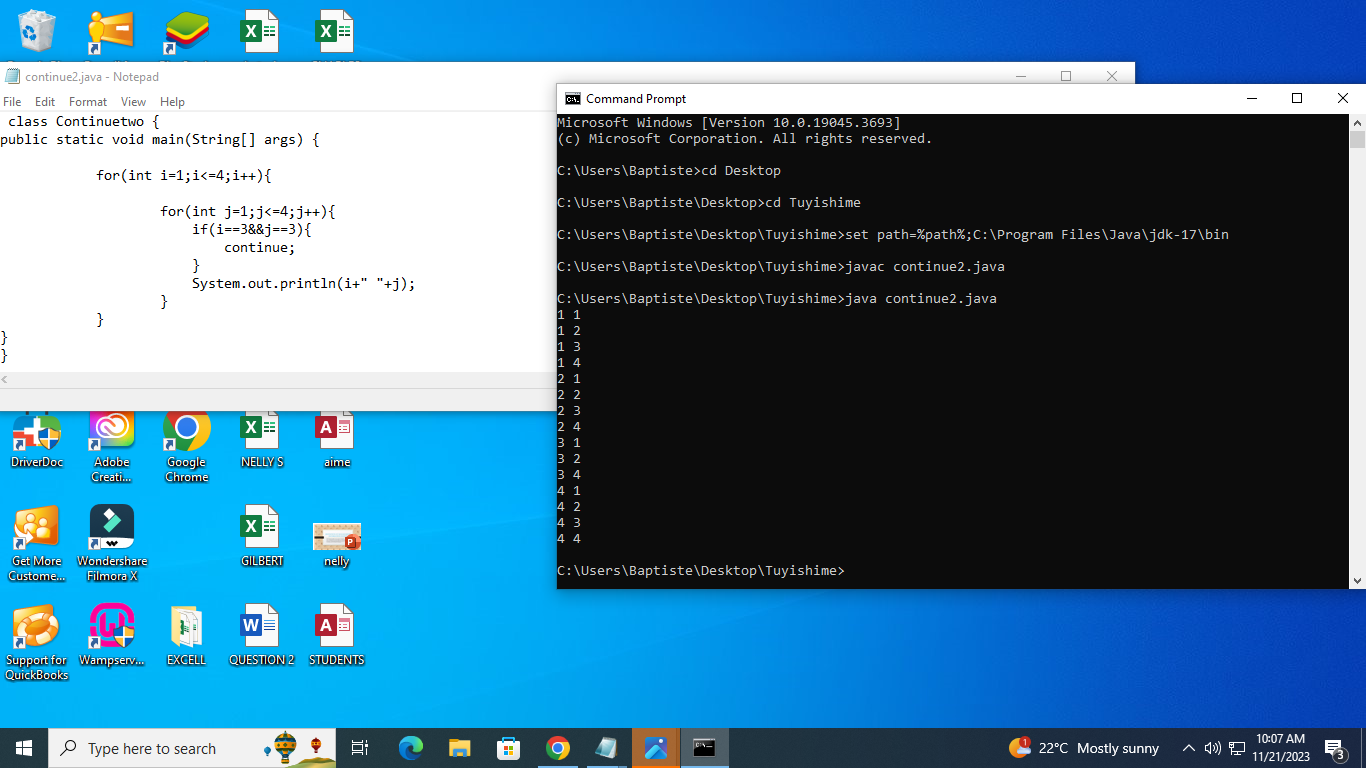 continue2.java - Notepad
File Edit Format View Help
class Continuetwo {
public static void main(String[] args) {
for(int i=1;i<=4;i++){
for(int j=1;j<=4;j++){
if(i==3&&j==3){
continue;
}
System.out.println(i+" "+j);
}
}
}
}
Command Prompt
Microsoft Windows [Version 10.0.19045.3693]
(c) Microsoft Corporation. All rights reserved.
C:\Users\Baptiste>cd Desktop
C:\Users\Baptiste\Desktop>cd Tuyishime
C:\Users\Baptiste\Desktop\Tuyishime>set path=%path%;C:\Program Files\Java\jdk-17\bin
C:\Users\Baptiste\Desktop\Tuyishime>javac continue2.java
C:\Users\Baptiste\Desktop\Tuyishime>java continue2.java
1 1
1 2
1 3
1 4
2 1
2 2
2 3
2 4
3 1
3 2
3 4
4 1
4 2
4 3
4 4
C:\Users\Baptiste\Desktop\Tuyishime>
DriverDoc
Adobe
Creati...
Google
Chrome
NELLY S
aime
Get More
Custome...
Wondershare
Filmora X
GILBERT
nelly
Support for
QuickBooks
Wampserv...
EXCELL
QUESTION 2
STUDENTS
Type here to search
1
22°C Mostly sunny
10:07 AM
11/21/2023
3